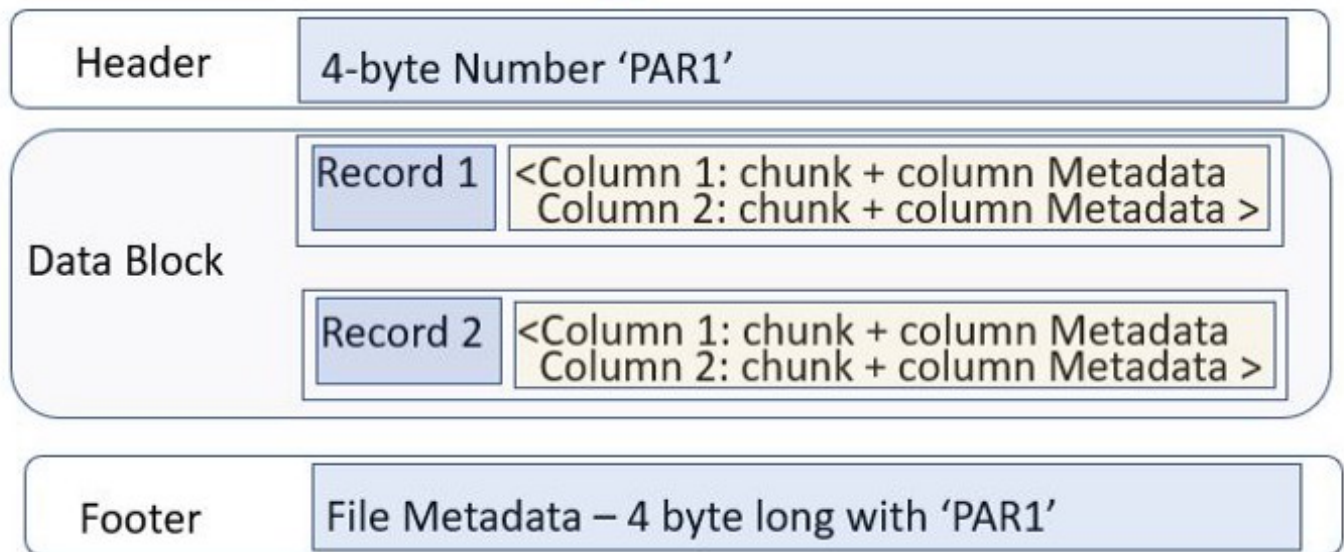 Header
4-byte Number ‘PAR1’
Data Block
Record 1
<Column 1: chunk + column Metadata
Column 2: chunk + column Metadata >
Record 2
<Column 1: chunk + column Metadata
Column 2: chunk + column Metadata >
Footer
File Metadata – 4 byte long with ‘PAR1’